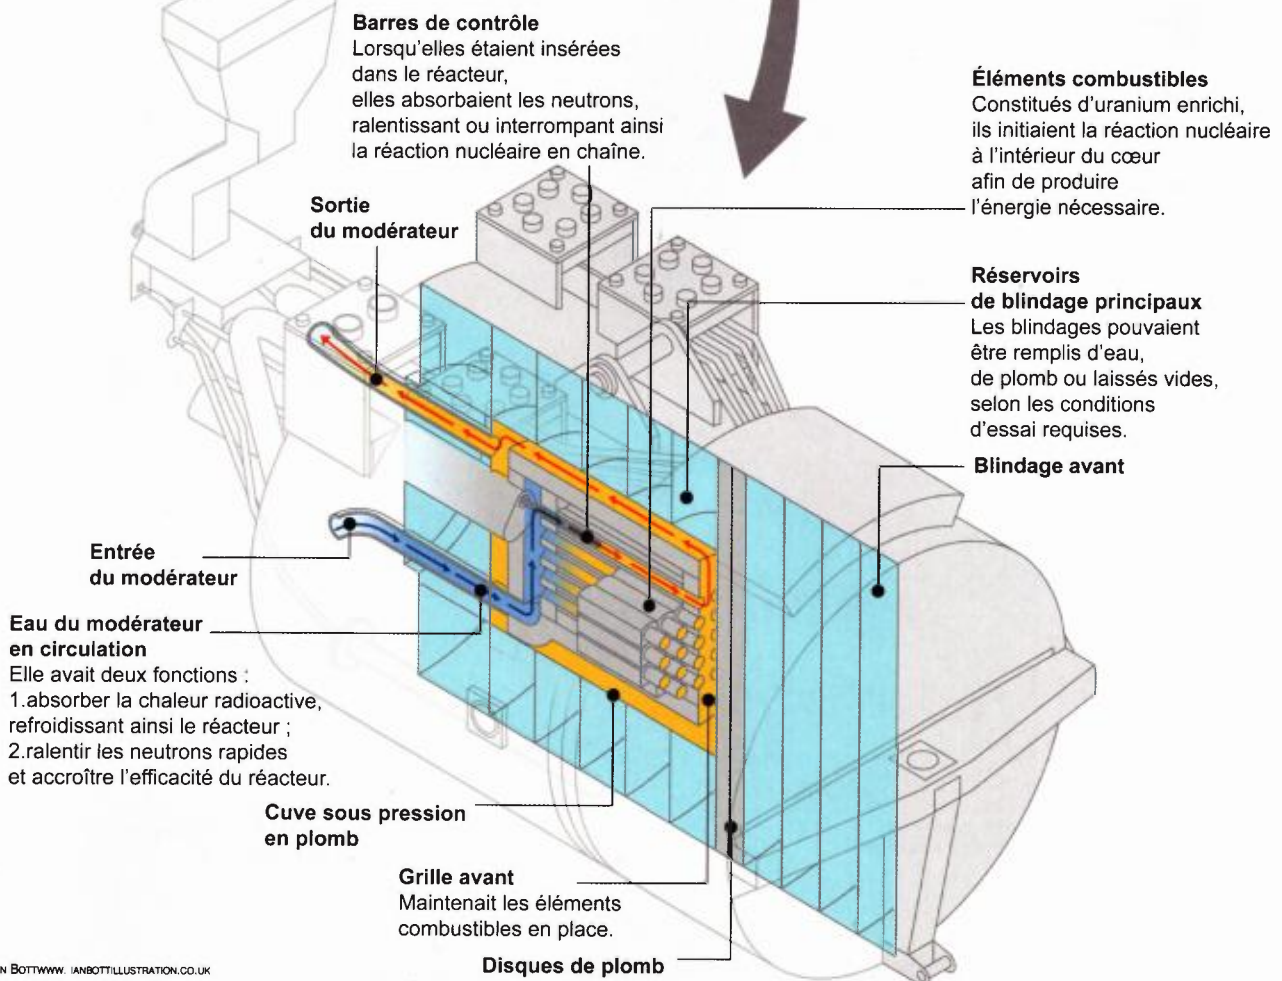 Barres de contrôle
Lorsqu'elles étaient insérées
dans le réacteur,
elles absorbaient les neutrons,
ralentissant ou interrompant ainsi
la réaction nucléaire en chaîne.
Éléments combustibles
Constitués d'uranium enrichi,
ils initiaient la réaction nucléaire
à l'intérieur du cœur
afin de produire
l'énergie nécessaire.
Sortie
du modérateur
Réservoirs
de blindage principaux
Les blindages pouvaient
être remplis d'eau,
de plomb ou laissés vides,
selon les conditions
d'essai requises.
Blindage avant
Entrée
du modérateur
Eau du modérateur
en circulation
Elle avait deux fonctions :
1.absorber la chaleur radioactive,
refroidissant ainsi le réacteur ;
2.ralentir les neutrons rapides
et accroître l'efficacité du réacteur.
Cuve sous pression
en plomb
Grille avant
Maintenait les éléments
combustibles en place.
Disques de plomb
N BOTTWWW. IANBOTTILLUSTRATION.CO.UK